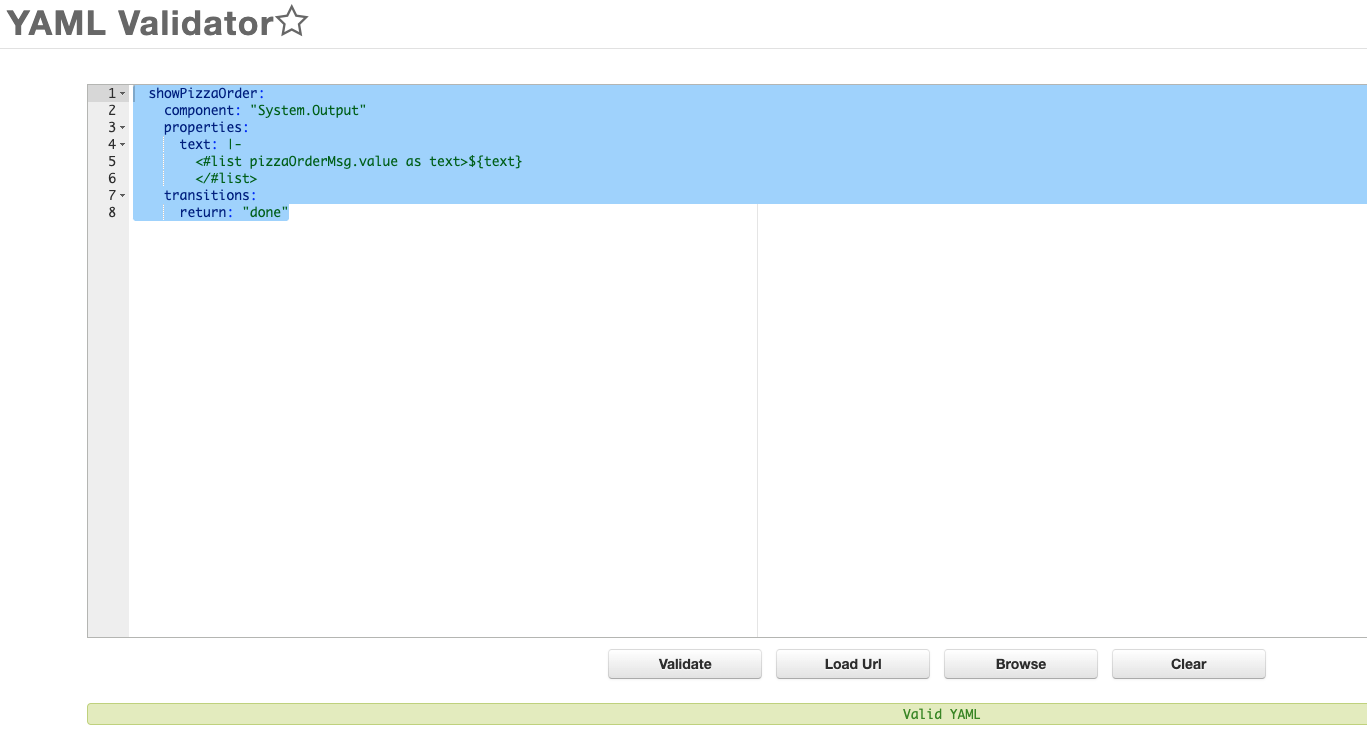 YAML Validator
1 showPizzaOrder:
2 component: "System.Output"
3 properties:
4 text: |-
5 <#list pizzaOrderMsg.value as text>${text}
6 </#list>
7 transitions:
8 return: "done"
Validate Load Url Browse Clear
Valid YAML